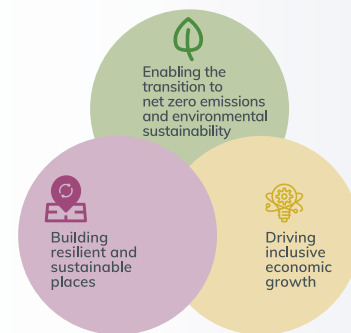 Enabling the
transition to
net zero emissions
and environmental
sustainability
Building
resilient and
sustainable
places
Driving
inclusive
economic
growth